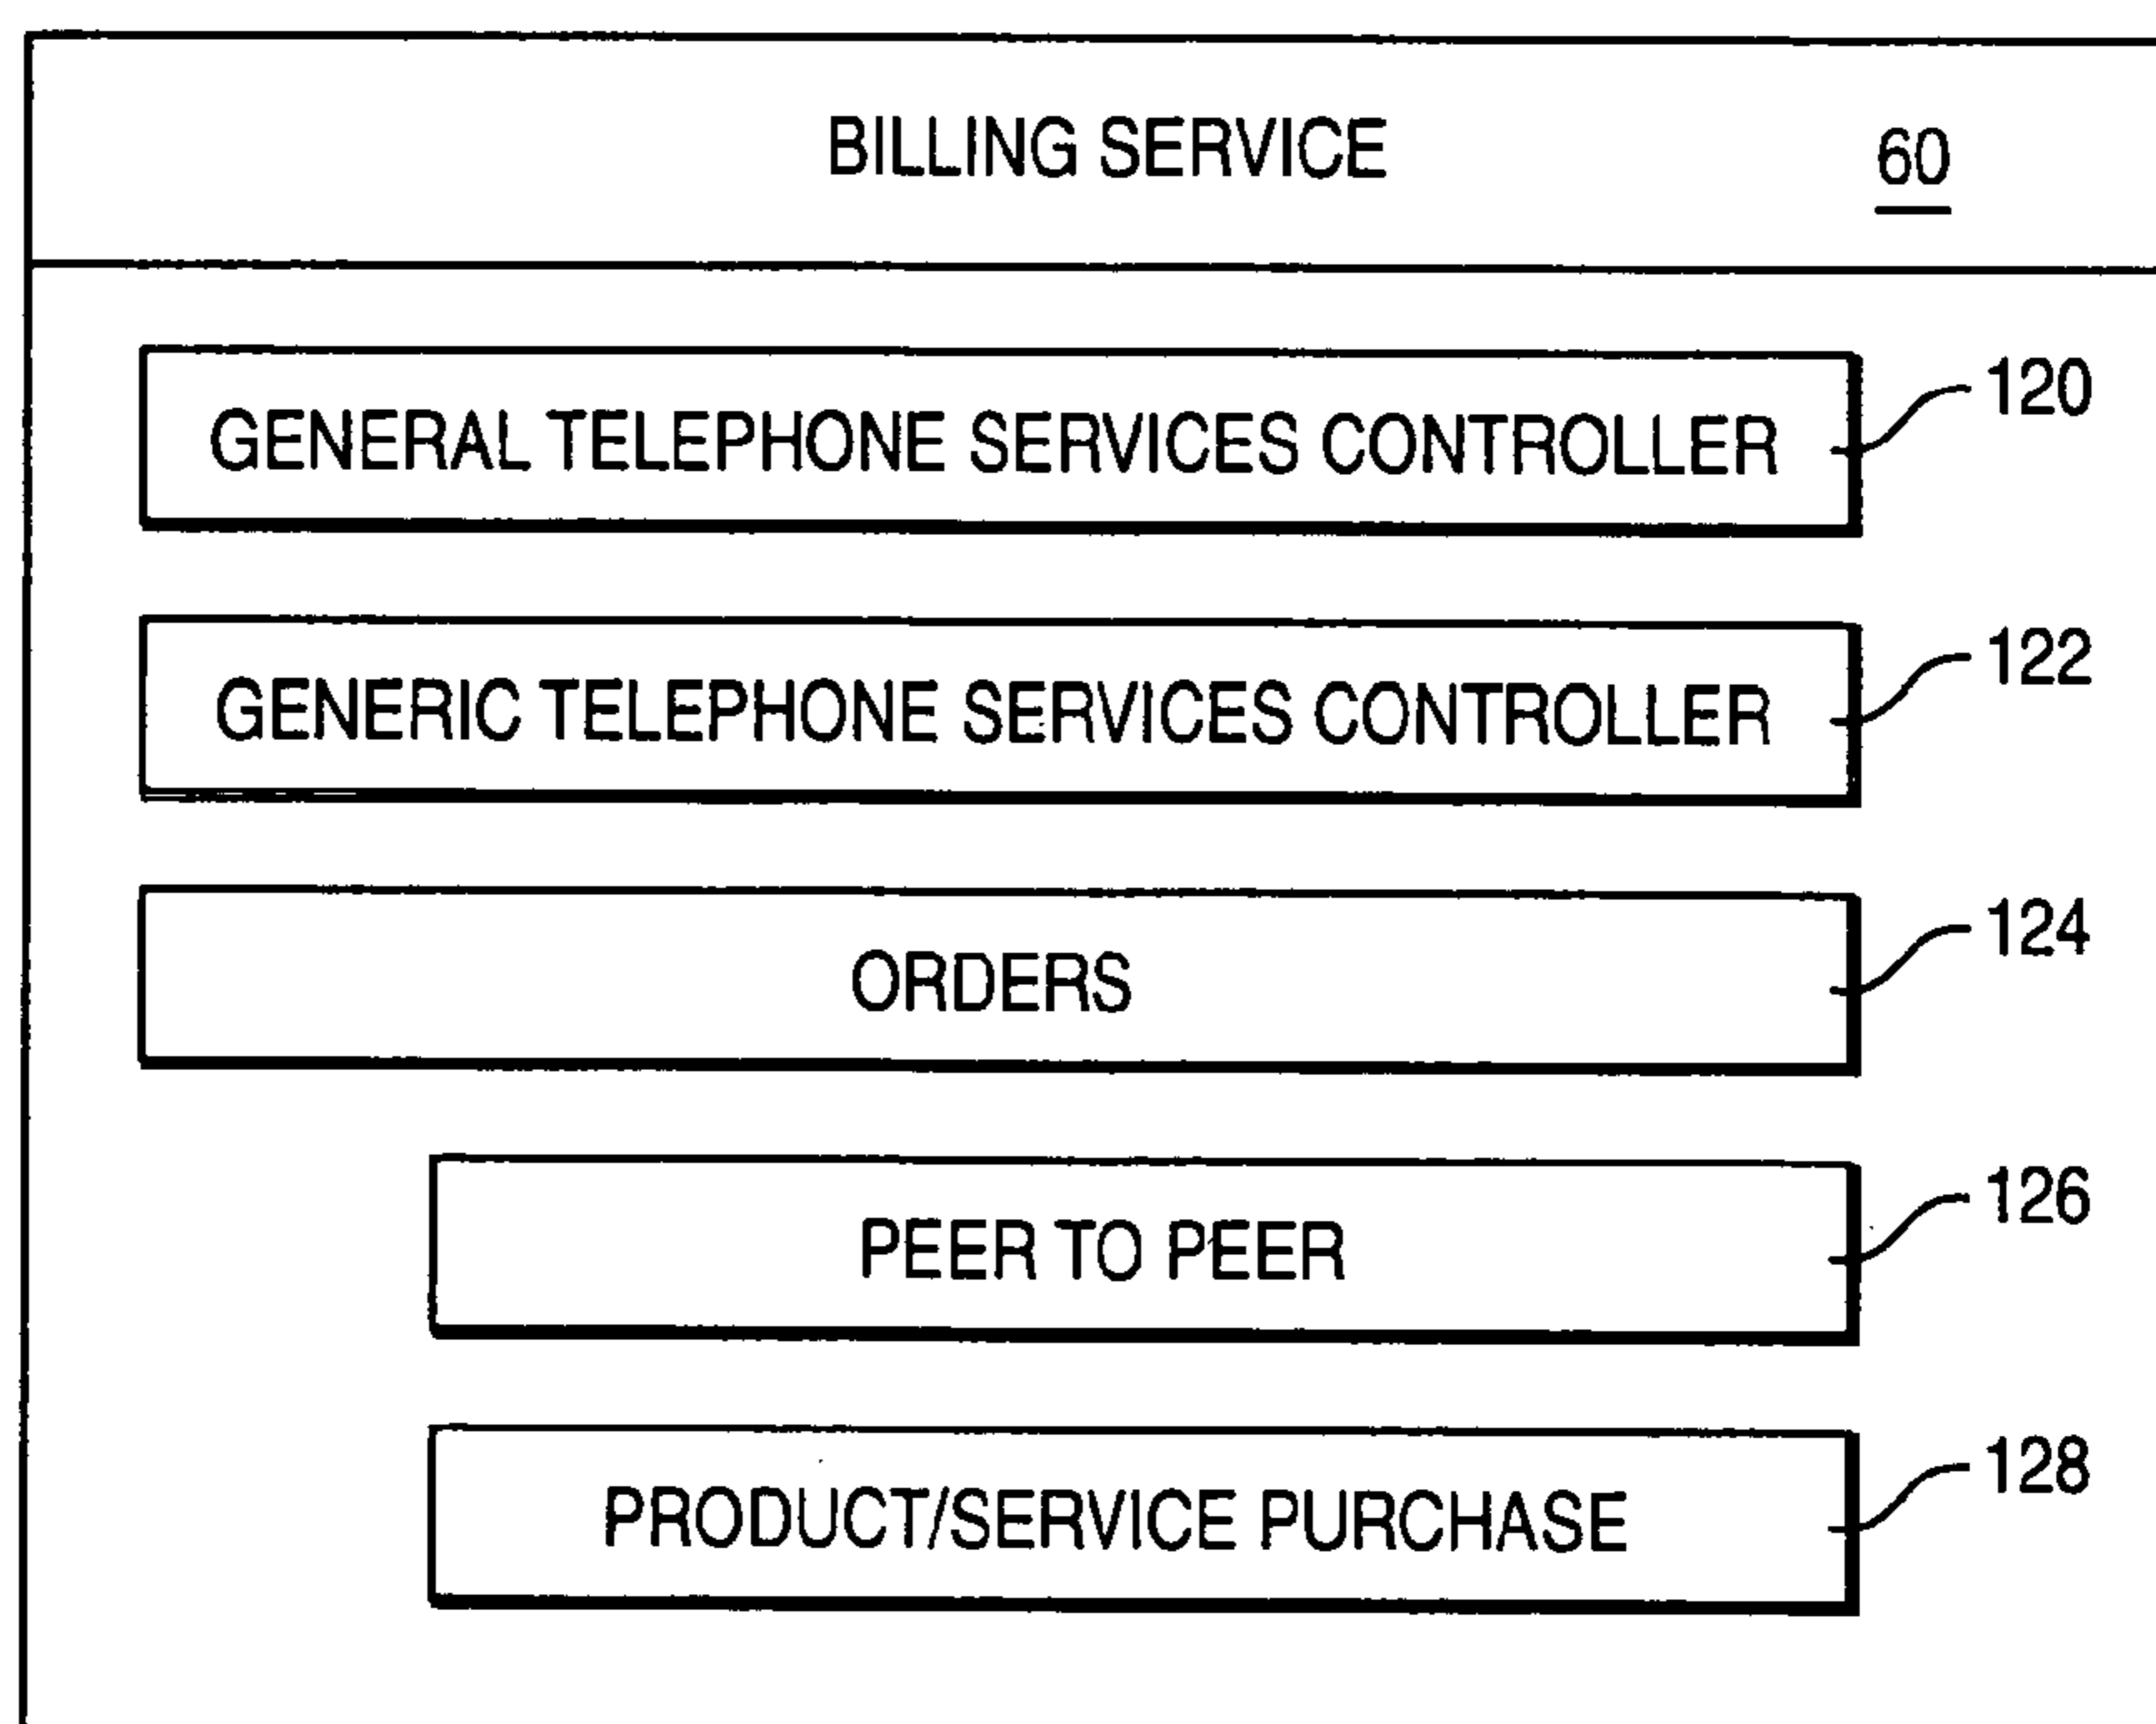 BILLING SERVICE 60
GENERAL TELEPHONE SERVICES CONTROLLER 120
GENERIC TELEPHONE SERVICES CONTROLLER 122
ORDERS 124
PEER TO PEER 126
PRODUCT/SERVICE PURCHASE 128